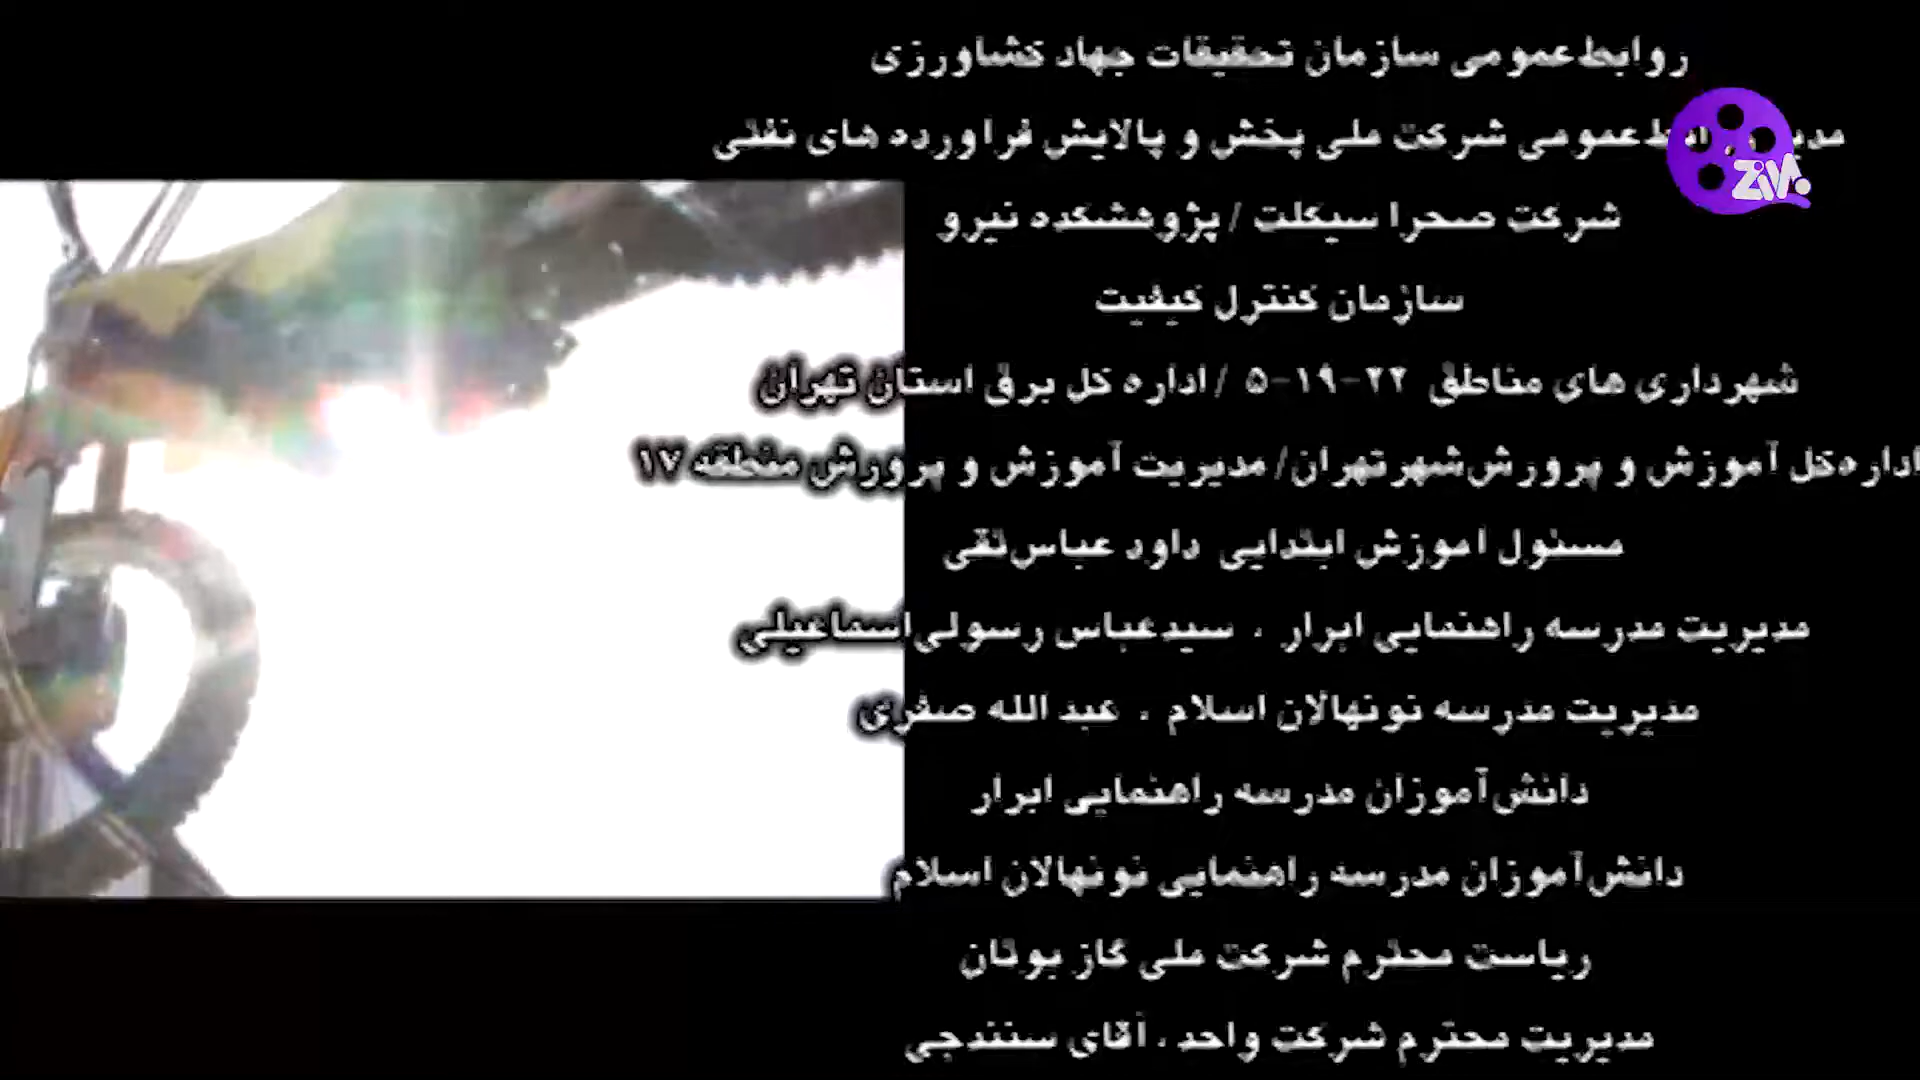 روابط‌عمومی سازمان تحقیقات جهاد کشاورزی
عمومی شرکت ملی پخش و پالایش فراورده های نفتی
ZiVA
شرکت صحرا سیکلت / پژوهشکده نیرو
سازمان کنترل کیفیت
شهرداری های مناطق ۲۲-۱۹-۵ / اداره کل برق استان تهران
اداره‌کل آموزش و پرورش‌شهرتهران/ مدیریت آموزش و پرورش منطقه ۱۷
مسئول آموزش ابتدایی داود عباس‌تقی
مدیریت مدرسه راهنمایی ابرار . سیدعباس رسولی‌اسماعیلی
مدیریت مدرسه نونهالان اسلام . عبد الله صفری
دانش‌آموزان مدرسه راهنمایی ابرار
دانش‌آموزان مدرسه راهنمایی نونهالان اسلام
ریاست محترم شرکت ملی گاز بوتان
مدیریت محترم شرکت واحد . آقای سنندجی